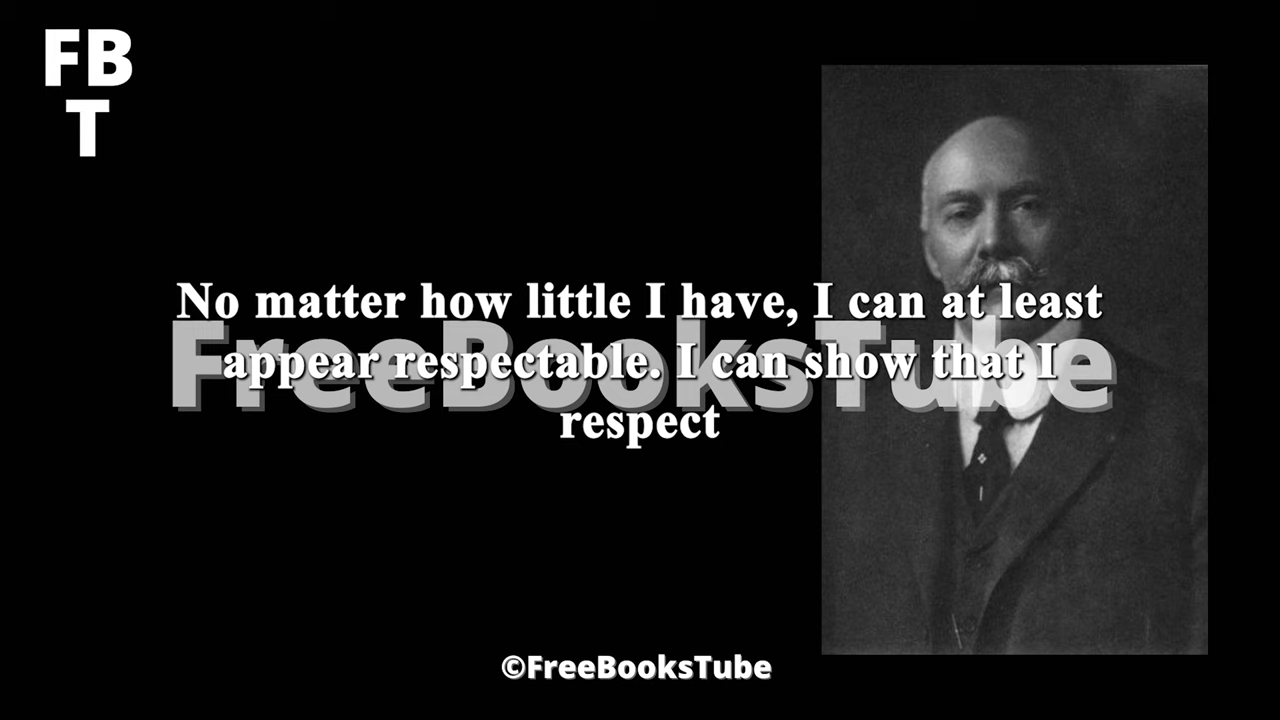 FB
T
No matter how little I have, I can at least
appear respectable. I can show that I
respect
FreeBooksTube
©FreeBooksTube